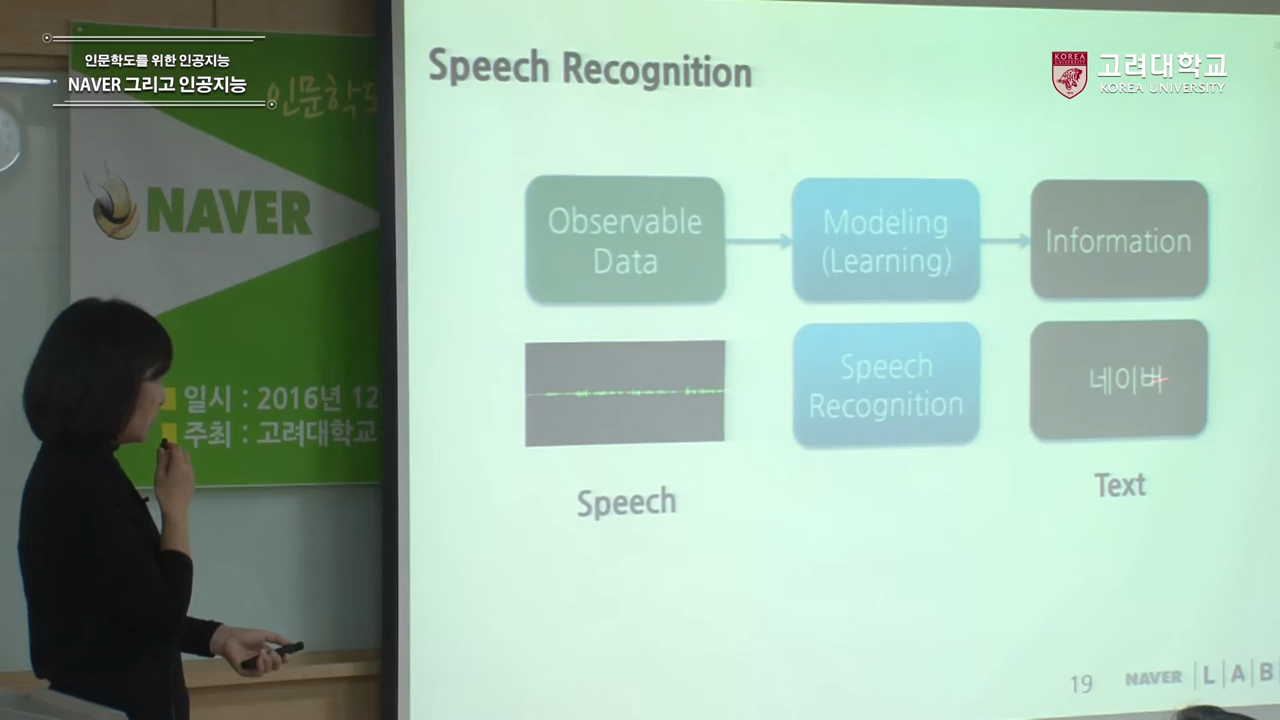 인문학도를 위한 인공지능
NAVER 그리고 인공지능
인문학도
NAVER
일시 : 2016년 12
주최 : 고려대학교
Speech Recognition
KOREA
고려대학교
KOREA UNIVERSITY
Observable
Data
Modeling
(Learning)
Information
Speech
Recognition
네이버
Speech
Text
19
NAVER LAB